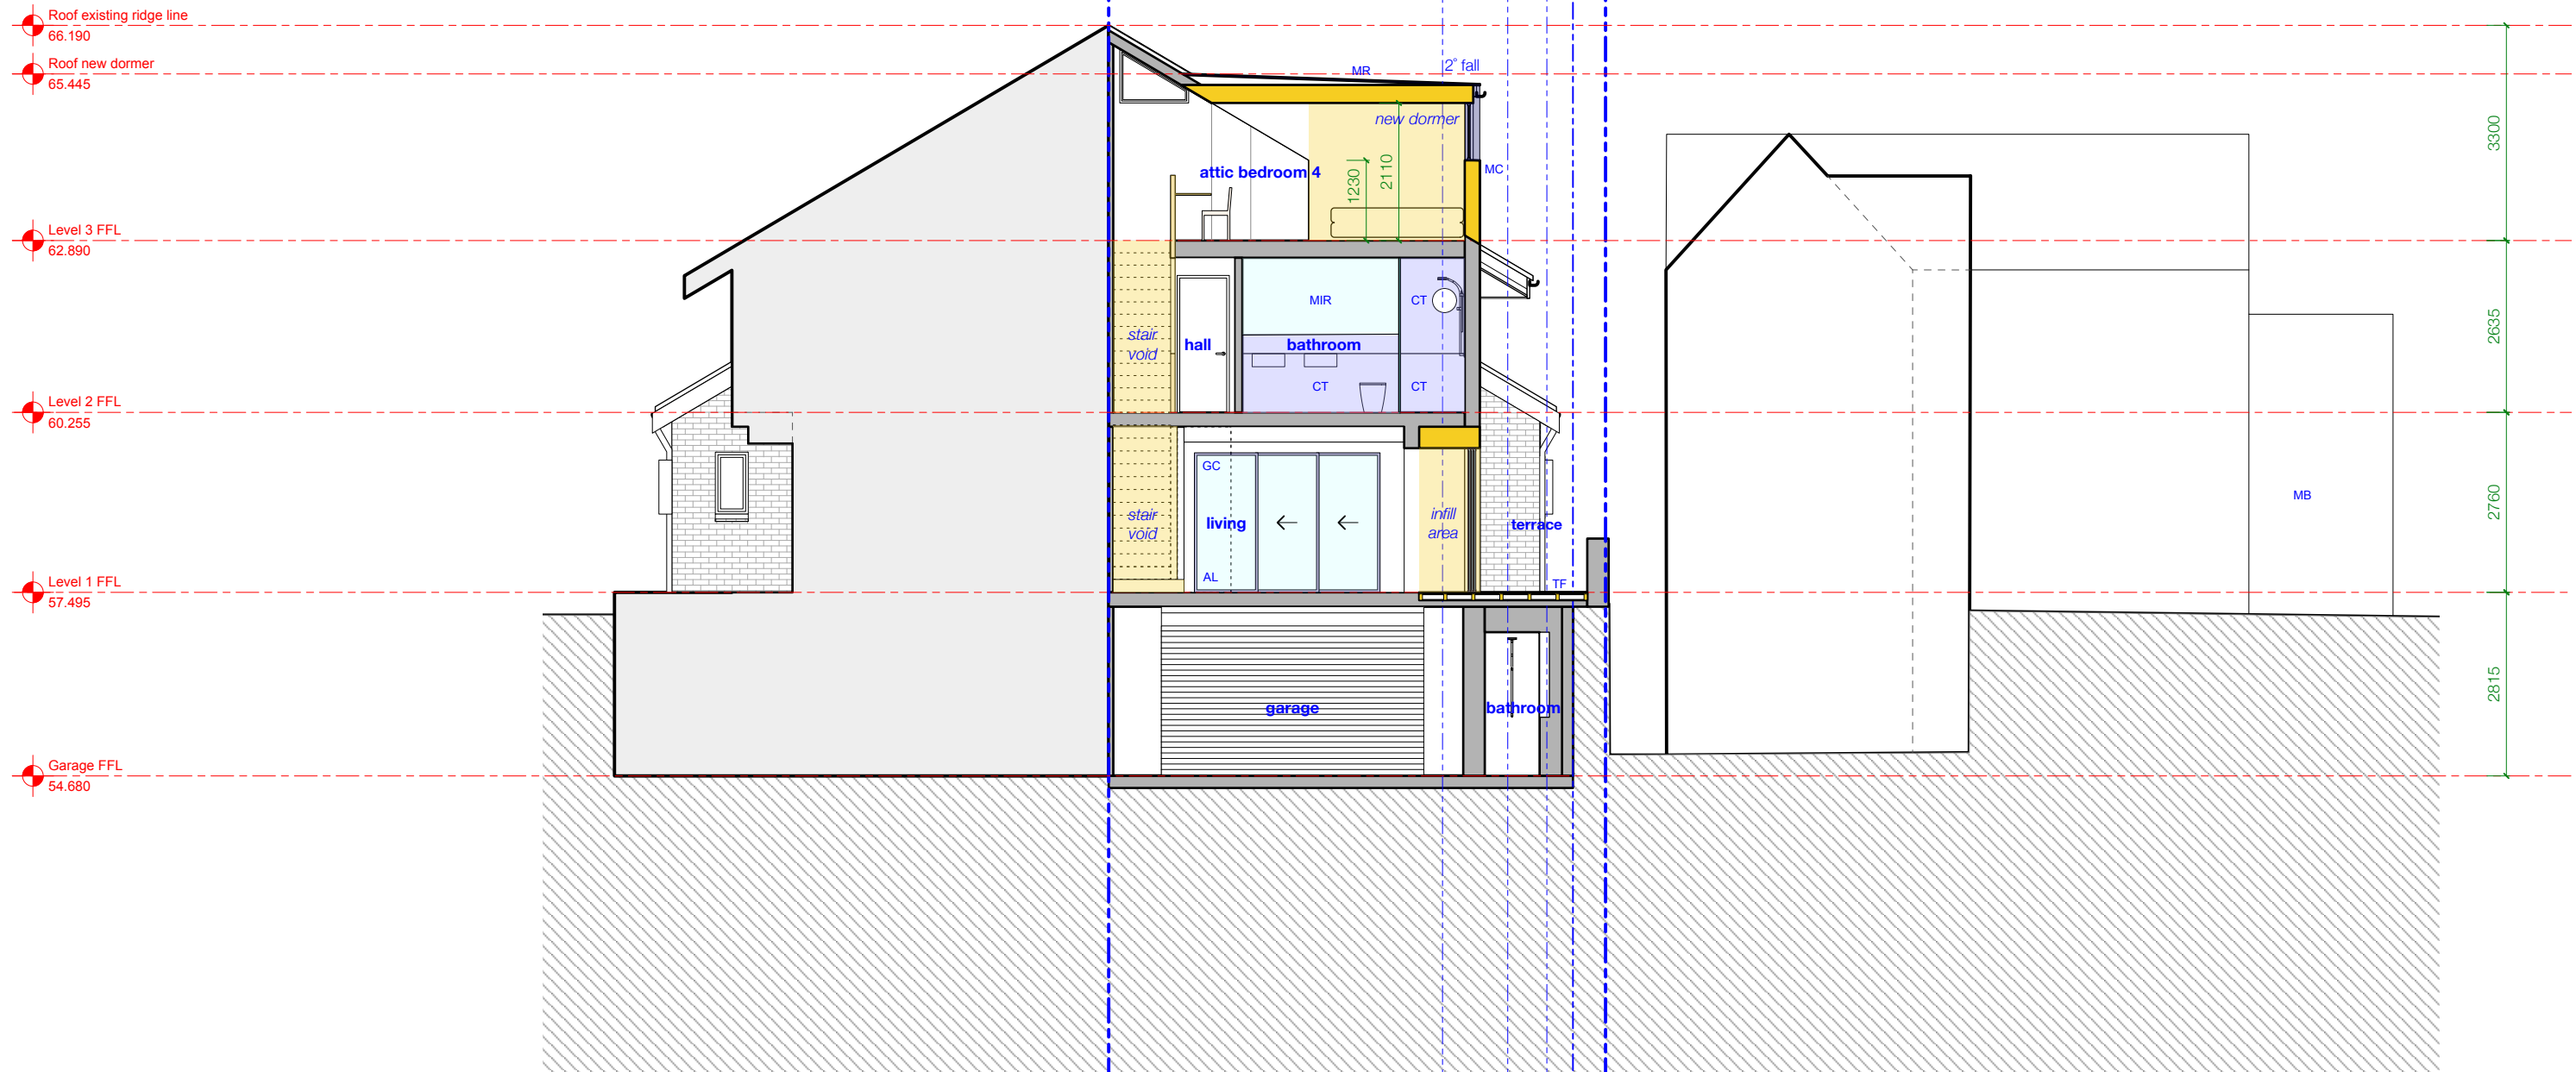 Roof existing ridge line
66.190
Roof new dormer
65.445
MR
2° fall
new dormer
3300
2110
1230
attic bedroom 4
MC
Level 3 FFL
62.890
MIR
CT
stair
void
hall
bathroom
2635
CT
CT
Level 2 FFL
60.255
GC
MB
stair
void
living
infill
area
terrace
2760
AL
TF
Level 1 FFL
57.495
garage
bathroom
2815
Garage FFL
54.680